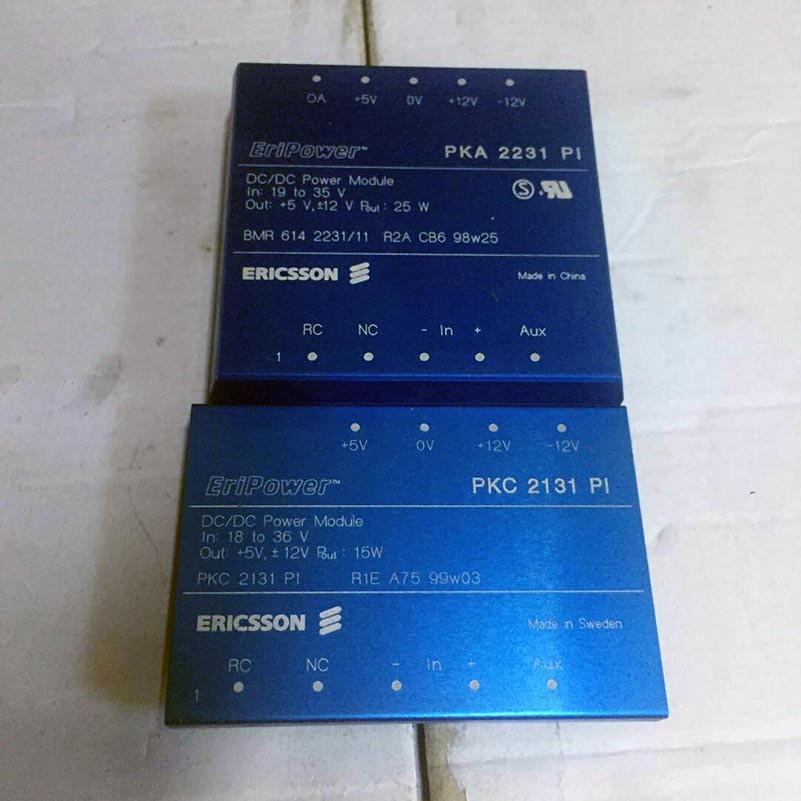 OA +5V 0V +12V -12V
EriPower™ PKA 2231 PI
DC/DC Power Module
In: 19 to 35 V
Out: +5 V, ±12 V Pout : 25 W
BMR 614 2231/11 R2A CB6 98w25
ERICSSON Made in China
RC NC - In + Aux
1
+5V 0V +12V -12V
EriPower™ PKC 2131 PI
DC/DC Power Module
In: 18 to 36 V
Out: +5V, ± 12V Pout : 15W
PKC 2131 PI R1E A75 99w03
ERICSSON Made in Sweden
RC NC - In + Aux
1